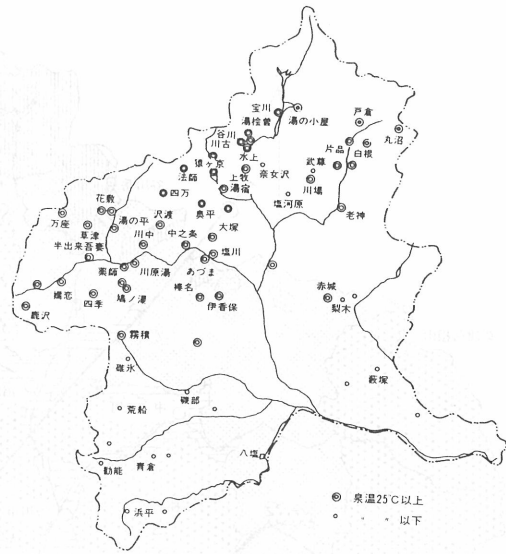 宝川
湯の小屋
湯桧曽
谷川
川古
戸倉
丸沼
片品
白根
水上
武尊
猿ヶ京
奈女沢
法師
上牧
川場
湯宿
塩河原
四万
老神
奥平
花敷
万座
沢渡
湯の平
草津
大塚
川中
中之条
半出来吾妻
塩川
あづま
薬師
川原湯
嬬恋
榛名
赤城
四季
鳩ノ湯
伊香保
梨木
鹿沢
霧積
碓氷
薮塚
磯部
荒船
青倉
八塩
勧能
浜平
泉温25℃以上
〃 〃 以下